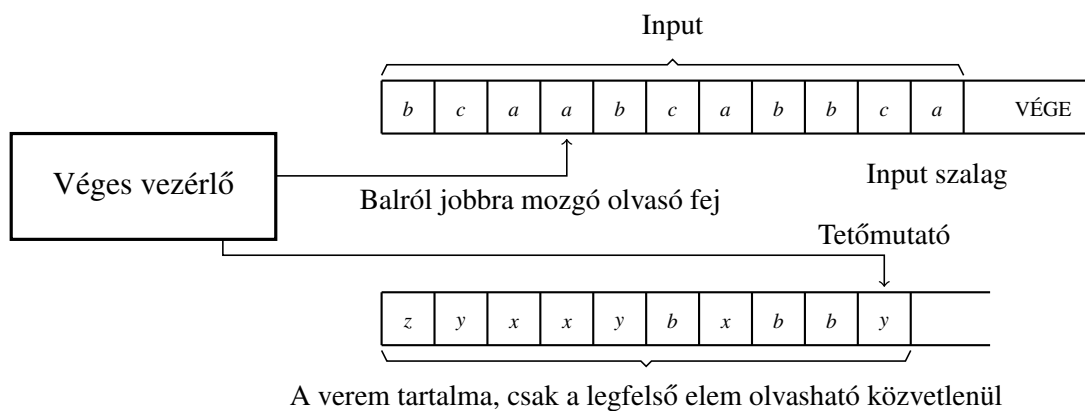 Input
b c a a b c a b b c a VÉGE
Véges vezérlő
Input szalag
Balról jobbra mozgó olvasó fej
Tetőmutató
z y x x y b x b b y
A verem tartalma, csak a legfelső elem olvasható közvetlenül